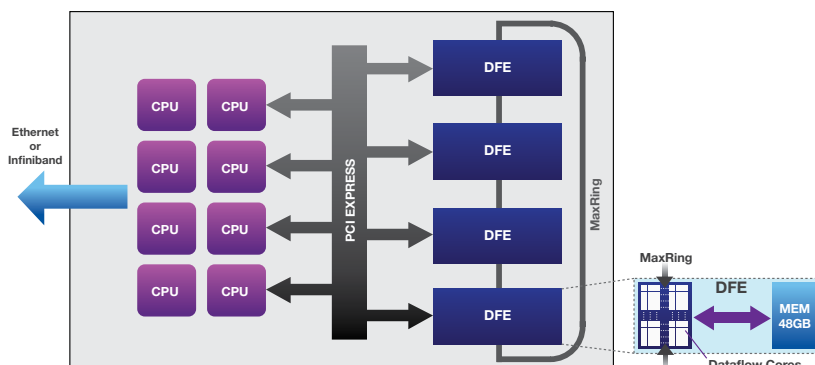 Ethernet
or
Infiniband
CPU
CPU
CPU
CPU
CPU
CPU
CPU
CPU
PCI EXPRESS
DFE
DFE
DFE
DFE
MaxRing
MaxRing
DFE
MEM
48GB
Dataflow Cores